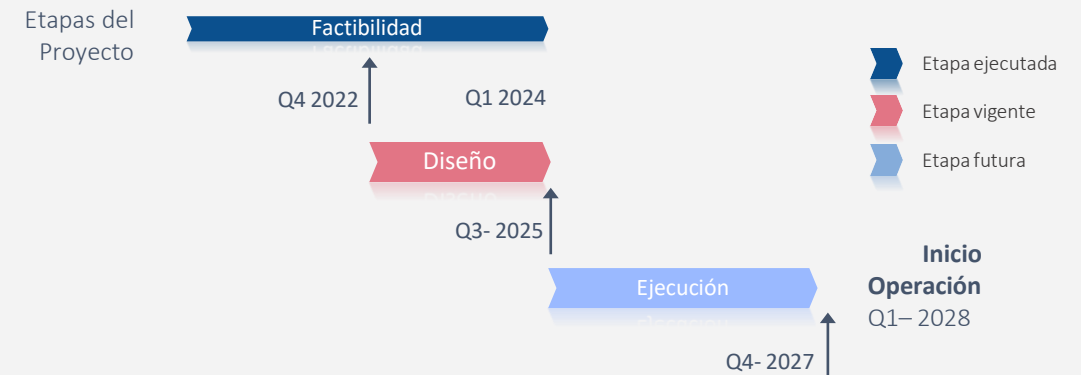 Etapas del
Proyecto
Factibilidad
Q4 2022
Q1 2024
Diseño
Q3- 2025
Ejecución
Q4- 2027
Etapa ejecutada
Etapa vigente
Etapa futura
Inicio
Operación
Q1– 2028